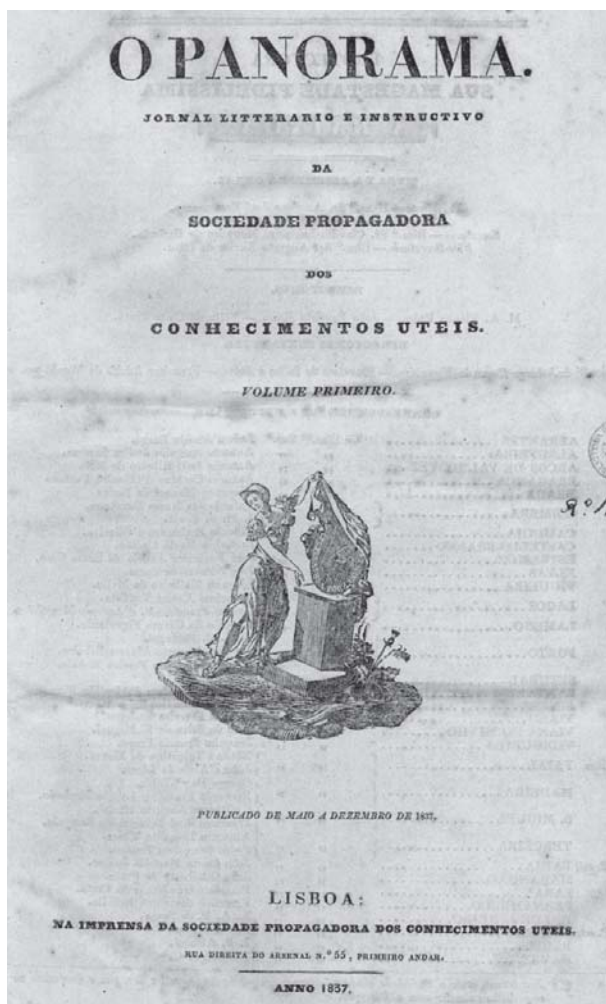 O PANORAMA.
JORNAL LITTERARIO E INSTRUCTIVO
DA
SOCIEDADE PROPAGADORA
DOS
CONHECIMENTOS UTEIS.
VOLUME PRIMEIRO.
PUBLICADO DE MAIO A DEZEMBRO DE 1837.
LISBOA:
NA IMPRENSA DA SOCIEDADE PROPAGADORA DOS CONHECIMENTOS UTEIS.
RUA DIREITA DO ARSENAL N.º 55, PRIMEIRO ANDAR.
ANNO 1837.